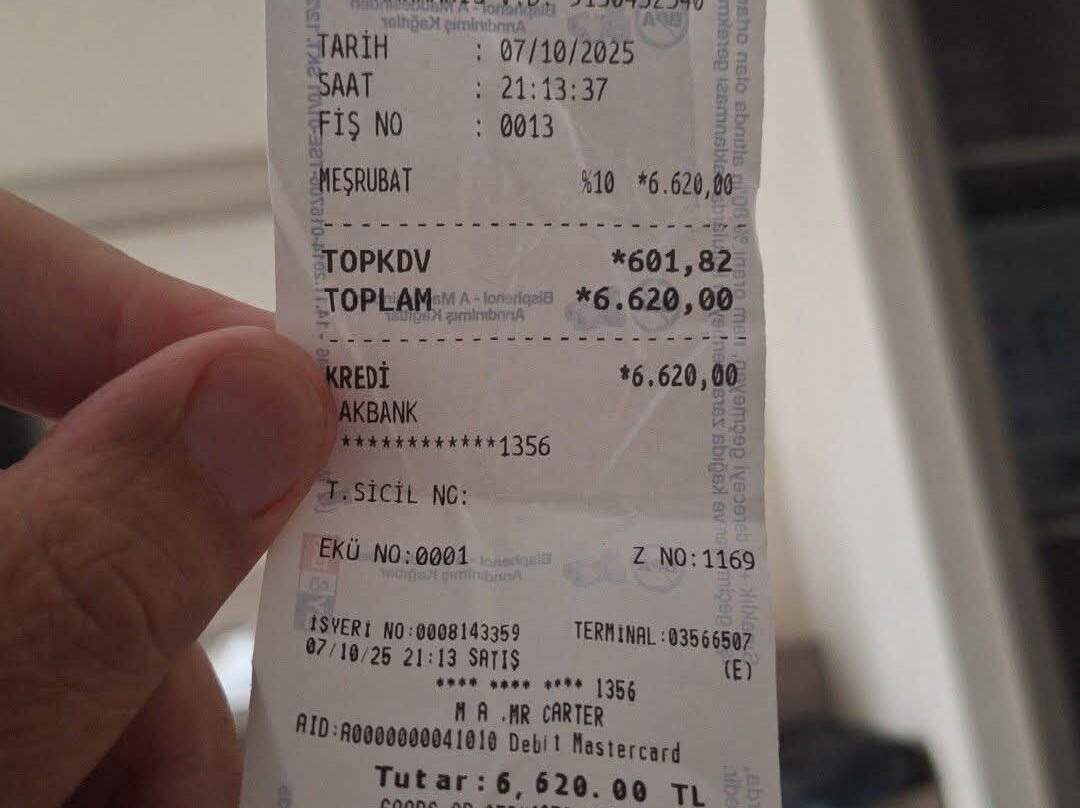 TARİH : 07/10/2025
SAAT : 21:13:37
FİŞ NO : 0013
MEŞRUBAT %10 *6.620,00
TOPKDV *601,82
TOPLAM *6.620,00
KREDİ *6.620,00
AKBANK
************1356
T.SİCİL NO:
EKÜ NO:0001 Z NO:1169
İŞYERİ NO:0008143359 TERMİNAL:03566507
07/10/25 21:13 SATIŞ (E)
**** **** **** 1356
M A .MR CARTER
AID:A0000000041010 Debit Mastercard
Tutar:6,620.00 TL